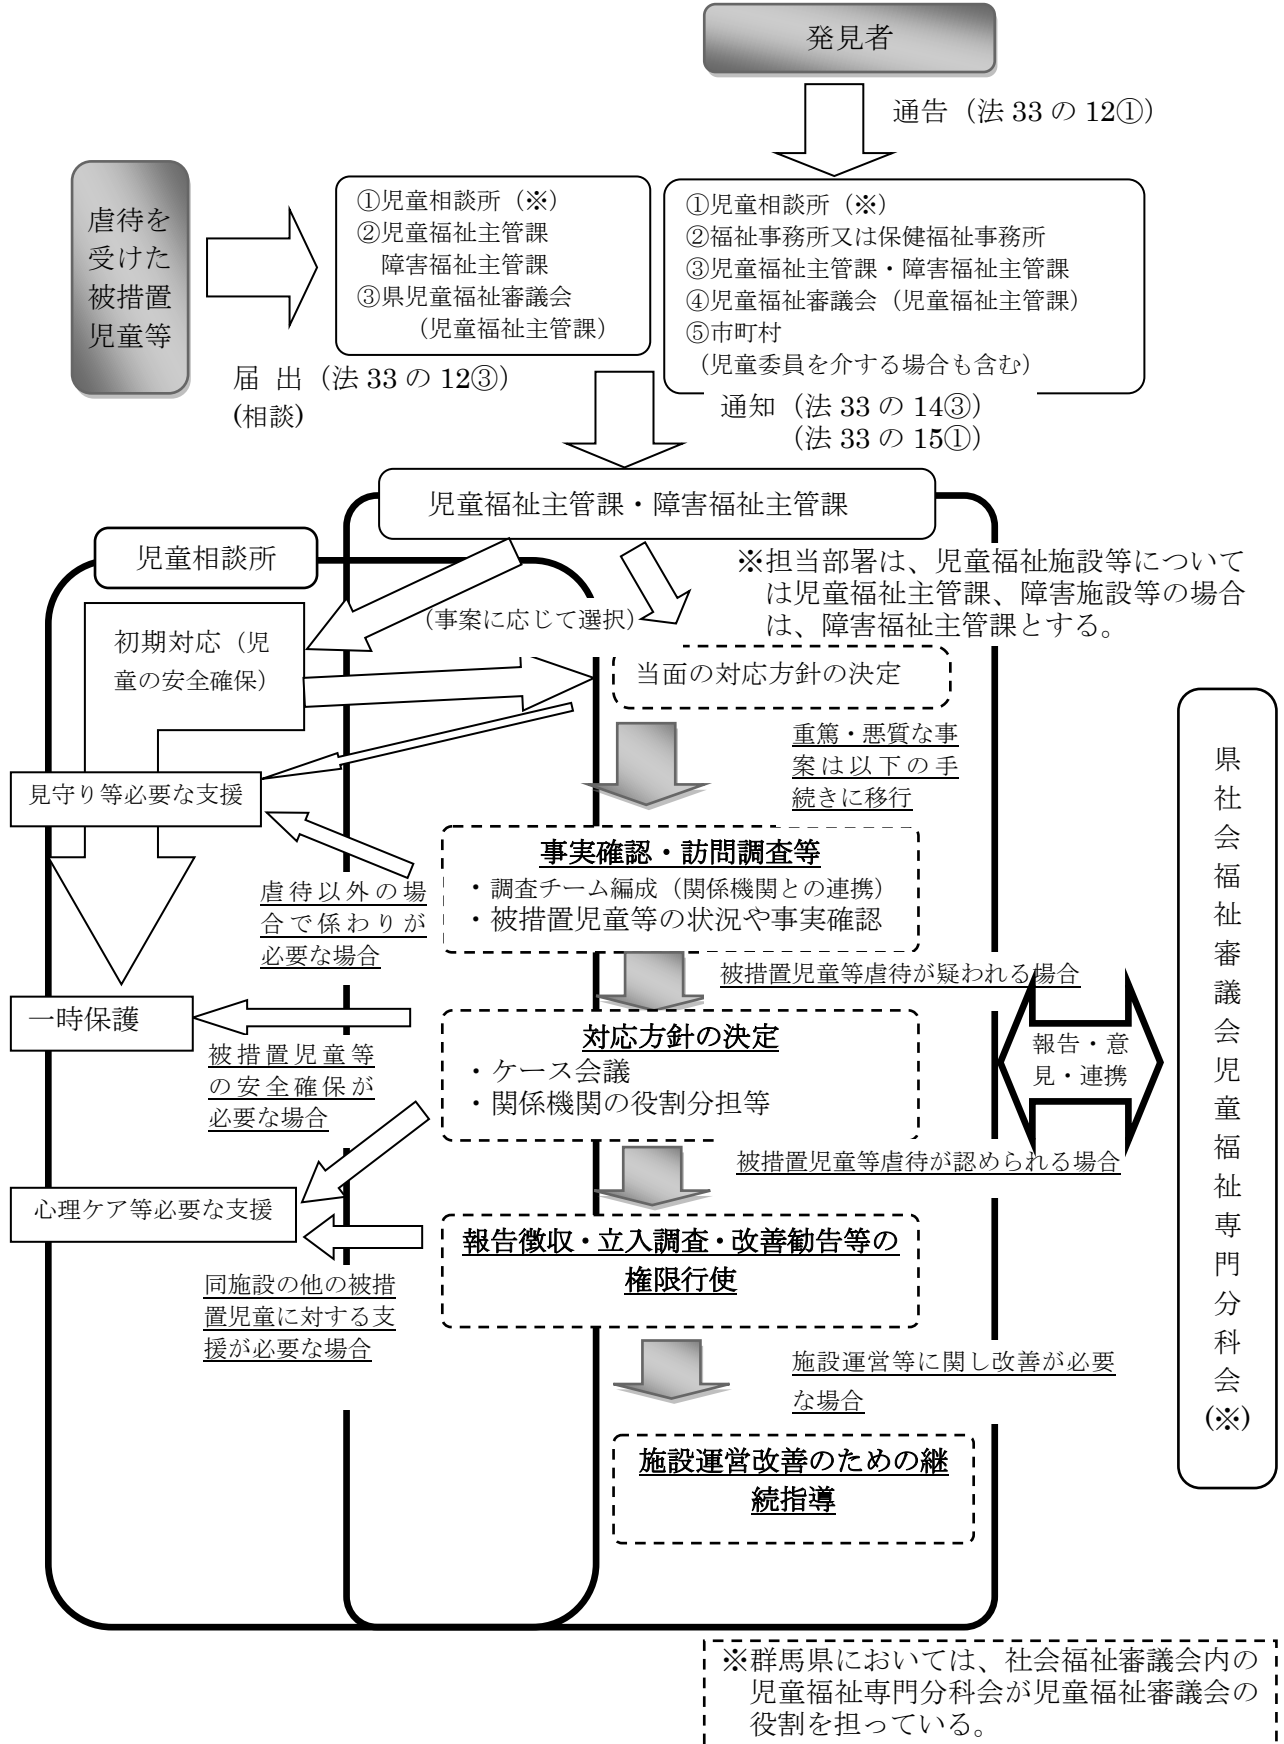 発見者
通告（法 33 の 12①）
虐待を
受けた
被措置
児童等
①児童相談所（※）
②児童福祉主管課
障害福祉主管課
③県児童福祉審議会
（児童福祉主管課）
①児童相談所（※）
②福祉事務所又は保健福祉事務所
③児童福祉主管課・障害福祉主管課
④児童福祉審議会（児童福祉主管課）
⑤市町村
（児童委員を介する場合も含む）
届 出（法 33 の 12③）
(相談)
通知（法 33 の 14③）
（法 33 の 15①）
児童福祉主管課・障害福祉主管課
児童相談所
※担当部署は、児童福祉施設等について
は児童福祉主管課、障害施設等の場合
は、障害福祉主管課とする。
（事案に応じて選択）
初期対応（児
童の安全確保）
当面の対応方針の決定
重篤・悪質な事
案は以下の手
続きに移行
見守り等必要な支援
事実確認・訪問調査等
・調査チーム編成（関係機関との連携）
・被措置児童等の状況や事実確認
虐待以外の場
合で係わりが
必要な場合
被措置児童等虐待が疑われる場合
一時保護
対応方針の決定
・ケース会議
・関係機関の役割分担等
被措置児童等
の安全確保が
必要な場合
報告・意
見・連携
県社会福祉審議会児童福祉専門分科会(※)
被措置児童等虐待が認められる場合
心理ケア等必要な支援
報告徴収・立入調査・改善勧告等の
権限行使
同施設の他の被措
置児童に対する支
援が必要な場合
施設運営等に関し改善が必要
な場合
施設運営改善のための継
続指導
※群馬県においては、社会福祉審議会内の
児童福祉専門分科会が児童福祉審議会の
役割を担っている。